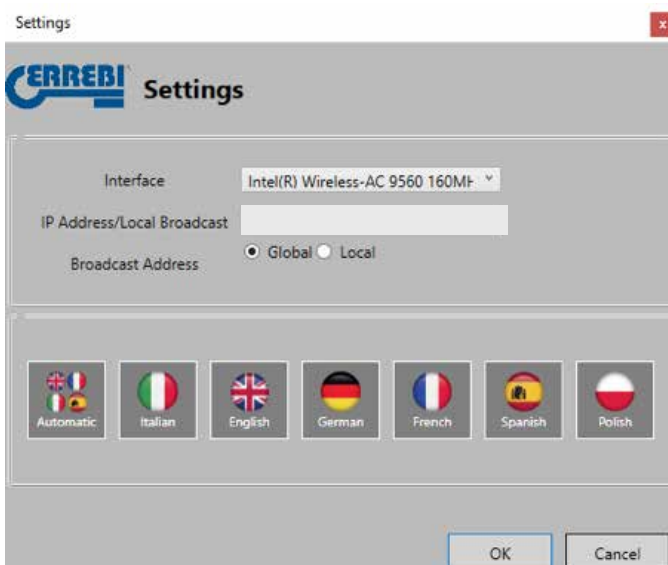 Settings
x
ERREBI
Settings
Interface
Intel(R) Wireless-AC 9560 160MH
IP Address/Local Broadcast
Broadcast Address
Global
Local
Automatic
Italian
English
German
French
Spanish
Polish
OK
Cancel